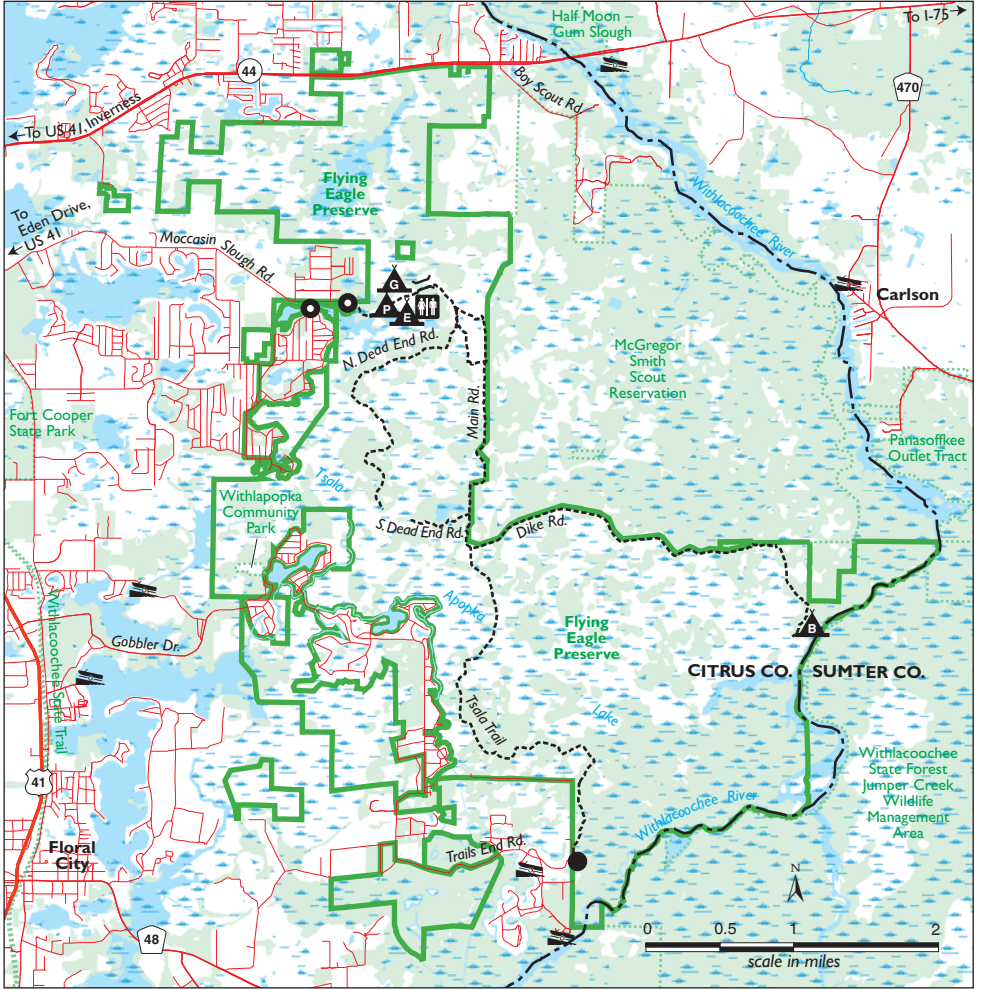 Half Moon –
Gum Slough
To I-75
44
Boy Scout Rd.
470
To US 41, Inverness
Flying
Eagle
Preserve
Withlacoochee River
To
Eden Drive,
US 41
Moccasin Slough Rd.
G
P
E
Carlson
N. Dead End Rd.
McGregor
Smith
Scout
Reservation
Main Rd.
Fort Cooper
State Park
Panasoffkee
Outlet Tract
Tsala
Withlapopka
Community
Park
S. Dead End Rd.
Dike Rd.
Apopka
Flying
Eagle
Preserve
B
Withlacoochee State Trail
Gobbler Dr.
CITRUS CO.
SUMTER CO.
Tsala Trail
Lake
Withlacoochee
State Forest
Jumper Creek
Wildlife
Management
Area
41
Withlacoochee River
Floral
City
Trails End Rd.
N
48
0 0.5 1 2
scale in miles